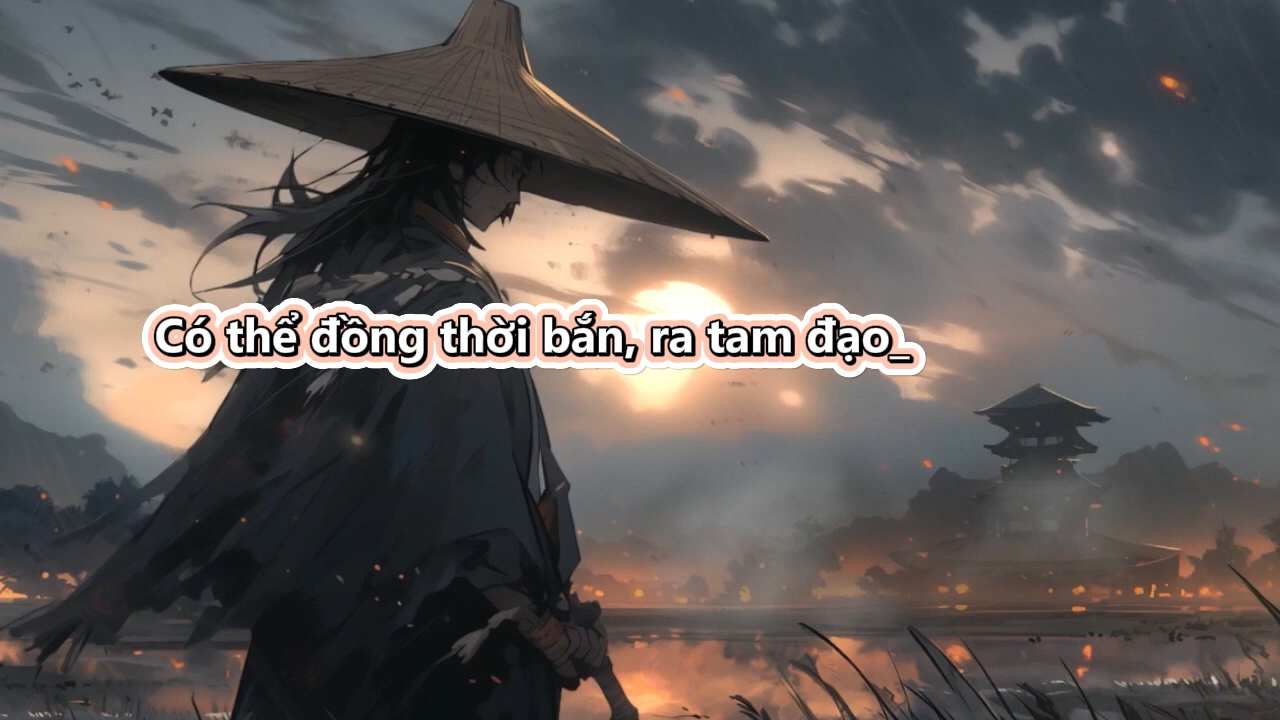 Có thể đồng thời bắn, ra tam đạo_